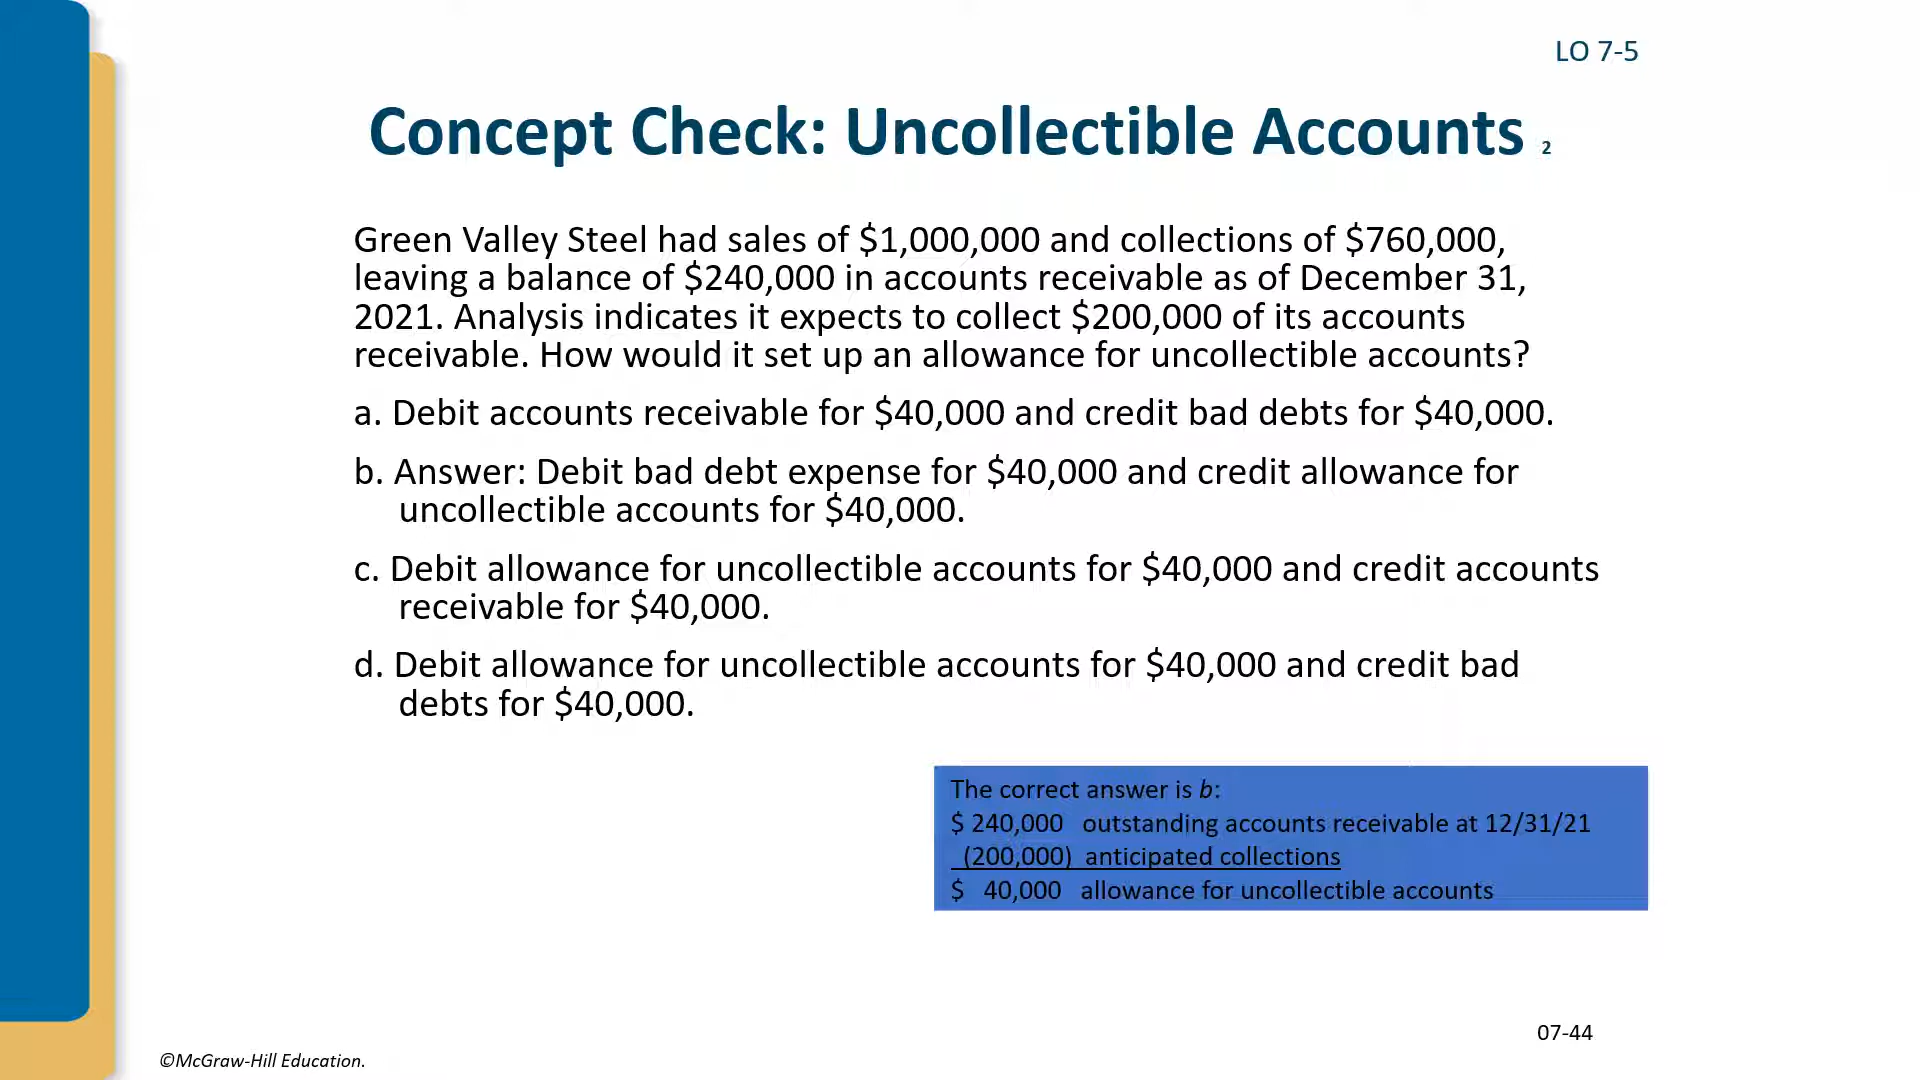 LO 7-5
Concept Check: Uncollectible Accounts 2
Green Valley Steel had sales of $1,000,000 and collections of $760,000,
leaving a balance of $240,000 in accounts receivable as of December 31,
2021. Analysis indicates it expects to collect $200,000 of its accounts
receivable. How would it set up an allowance for uncollectible accounts?
a. Debit accounts receivable for $40,000 and credit bad debts for $40,000.
b. Answer: Debit bad debt expense for $40,000 and credit allowance for
uncollectible accounts for $40,000.
c. Debit allowance for uncollectible accounts for $40,000 and credit accounts
receivable for $40,000.
d. Debit allowance for uncollectible accounts for $40,000 and credit bad
debts for $40,000.
The correct answer is b:
$ 240,000 outstanding accounts receivable at 12/31/21
(200,000) anticipated collections
$ 40,000 allowance for uncollectible accounts
07-44
©McGraw-Hill Education.